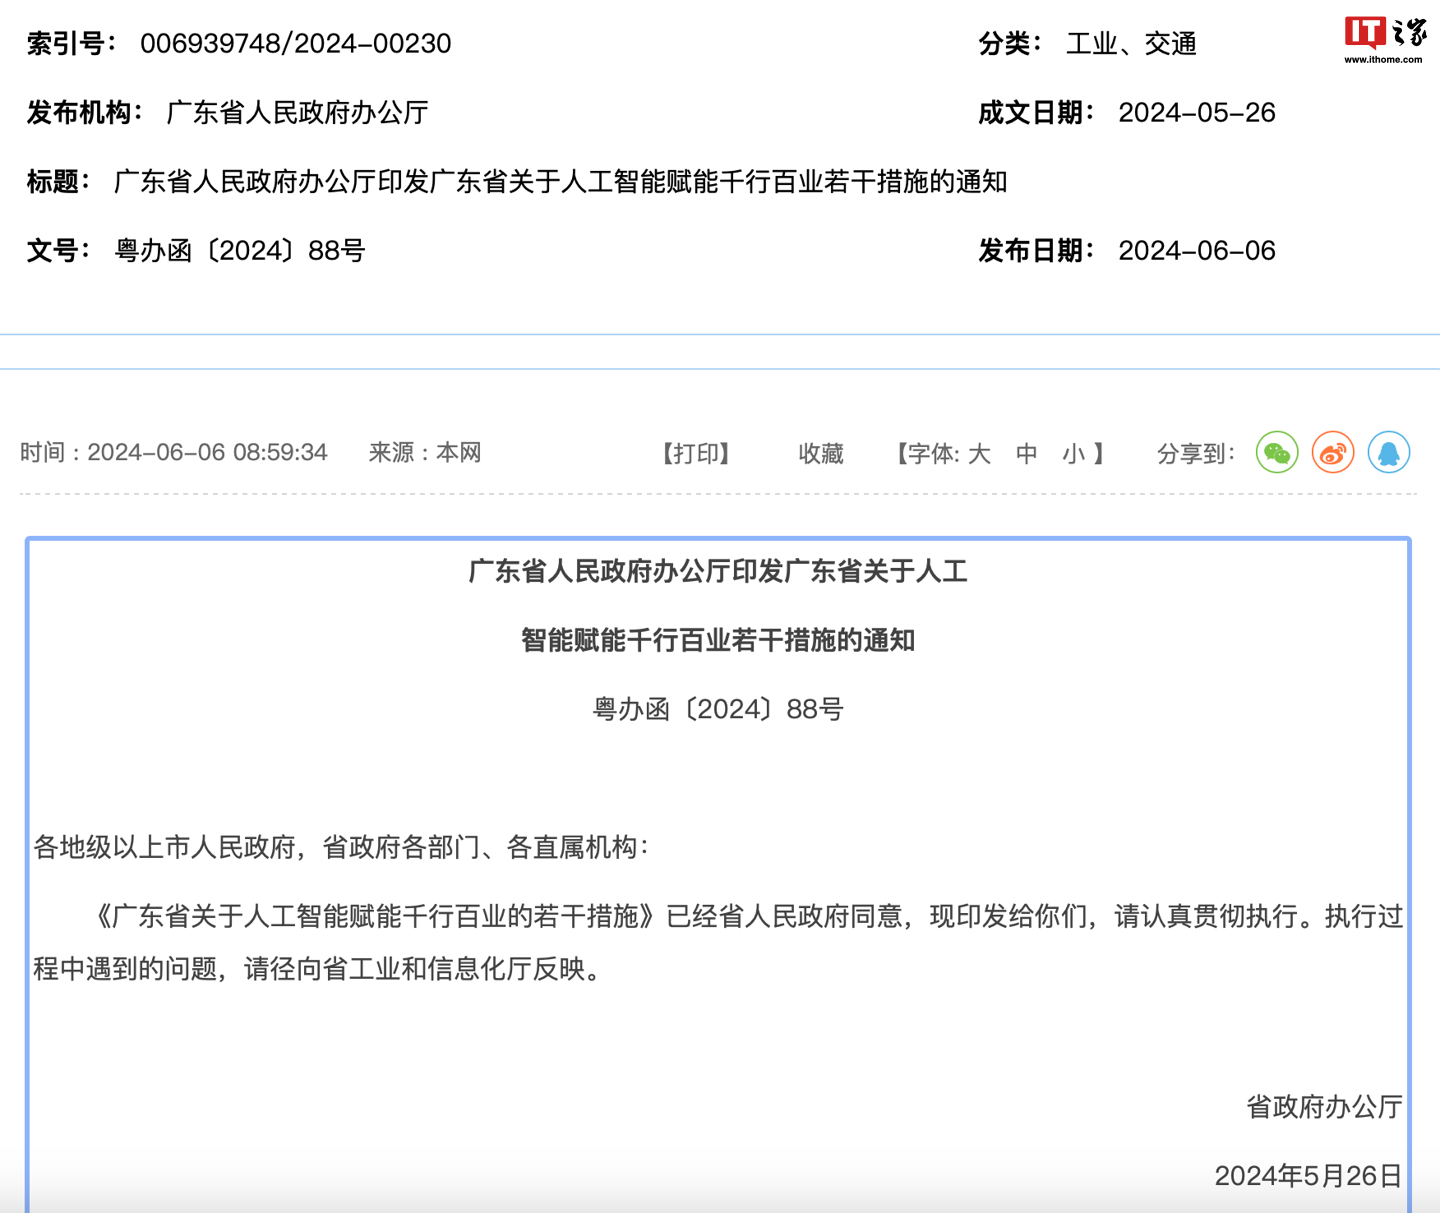 索引号： 006939748/2024-00230 分类： 工业、交通
IT之家
www.ithome.com
发布机构： 广东省人民政府办公厅 成文日期： 2024-05-26
标题： 广东省人民政府办公厅印发广东省关于人工智能赋能千行百业若干措施的通知
文号： 粤办函〔2024〕88号 发布日期： 2024-06-06
时间 : 2024-06-06 08:59:34 来源 : 本网 【打印】 收藏 【字体: 大 中 小 】 分享到：
广东省人民政府办公厅印发广东省关于人工
智能赋能千行百业若干措施的通知
粤办函〔2024〕88号
各地级以上市人民政府，省政府各部门、各直属机构：
《广东省关于人工智能赋能千行百业的若干措施》已经省人民政府同意，现印发给你们，请认真贯彻执行。执行过
程中遇到的问题，请径向省工业和信息化厅反映。
省政府办公厅
2024年5月26日